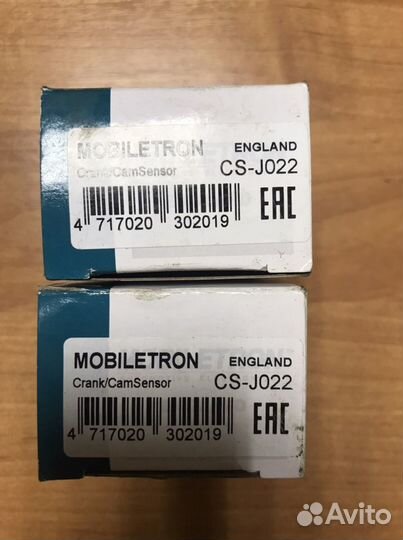 MOBILETRON ENGLAND
Crank/CamSensor CS-J022
4 717020 302019 EAC
MOBILETRON ENGLAND
Crank/CamSensor CS-J022
4 717020 302019 EAC
Avito